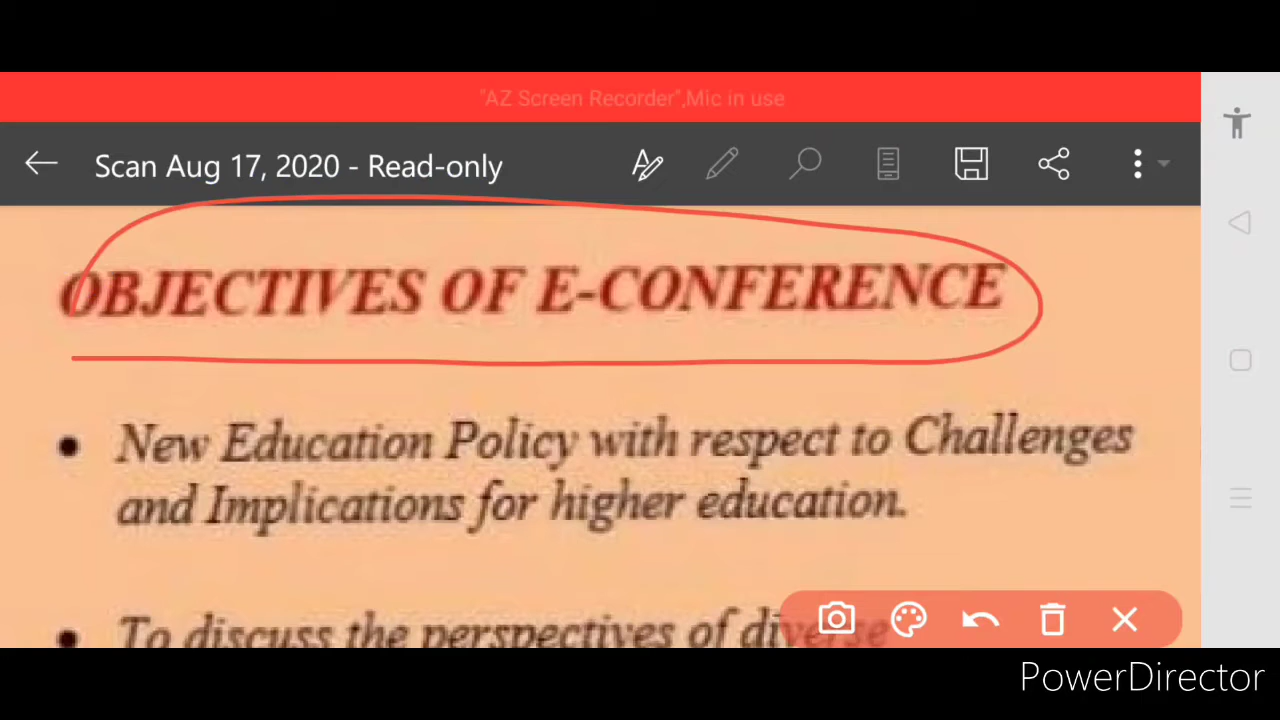 "AZ Screen Recorder",Mic in use
Scan Aug 17, 2020 - Read-only
OBJECTIVES OF E-CONFERENCE
• New Education Policy with respect to Challenges
and Implications for higher education.
• To discuss the perspectives of diverse
PowerDirector